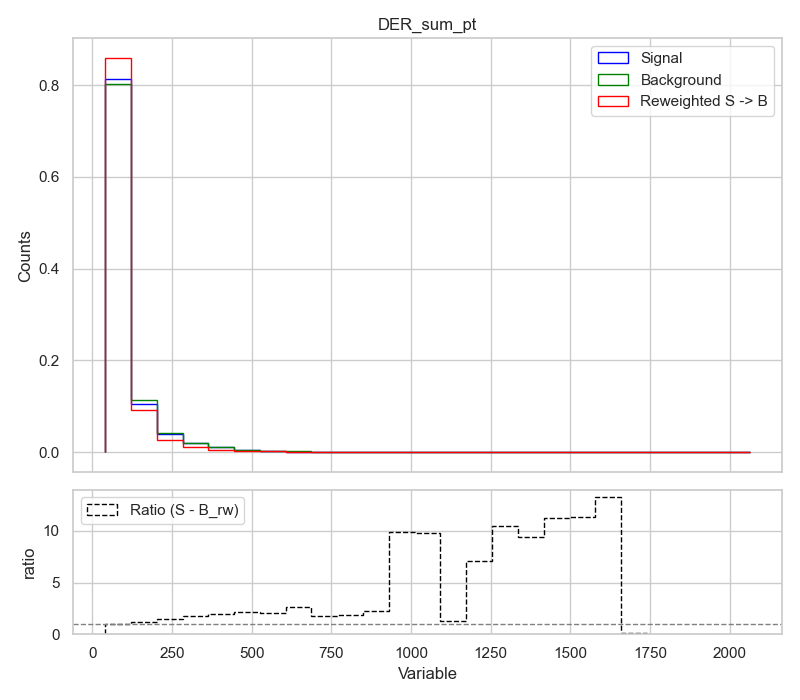 DER_sum_pt
Signal
Background
Reweighted S -> B
Counts
0.8
0.6
0.4
0.2
0.0
Ratio (S - B_rw)
ratio
10
5
0
0
250
500
750
1000
1250
1500
1750
2000
Variable